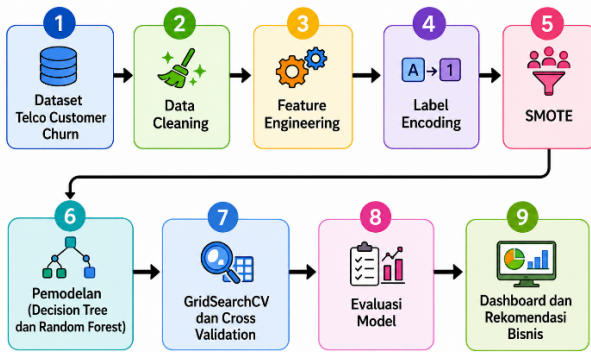 1
Dataset
Telco Customer
Churn
2
Data
Cleaning
3
Feature
Engineering
4
A → 1
Label
Encoding
5
SMOTE
6
Pemodelan
(Decision Tree
dan Random Forest)
7
GridSearchCV
dan Cross
Validation
8
Evaluasi
Model
9
Dashboard dan
Rekomendasi
Bisnis